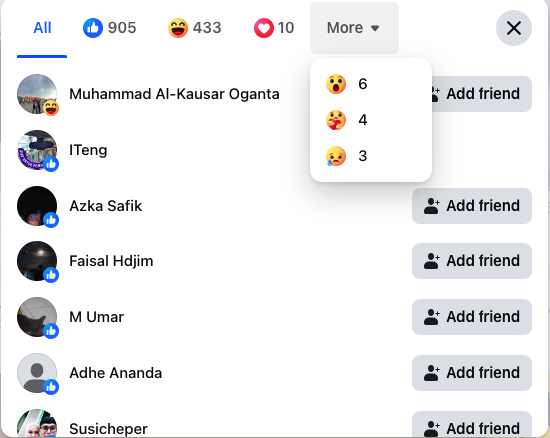 All 905 433 10 More
6
4
3
Muhammad Al-Kausar Oganta Add friend
ITeng
Azka Safik Add friend
Faisal Hdjim Add friend
M Umar Add friend
Adhe Ananda Add friend
Susicheper Add friend